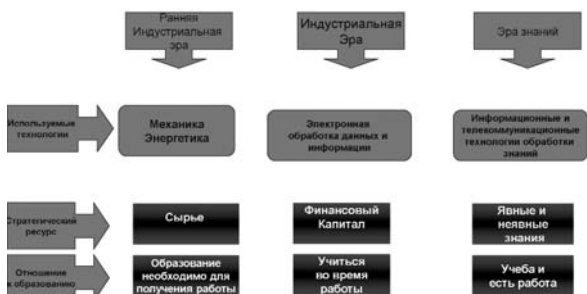 Ранняя
Индустриальная
эра
Индустриальная
Эра
Эра знаний
Используемые
технологии
Механика
Энергетика
Электронная
обработка данных и
информации
Информационные и
телекоммуникационные
технологии обработки
знаний
Стратегический
ресурс
Сырье
Финансовый
Капитал
Явные и
неявные
знания
Отношение
к образованию
Образование
необходимо для
получения работы
Учиться
во время
работы
Учеба и
есть работа